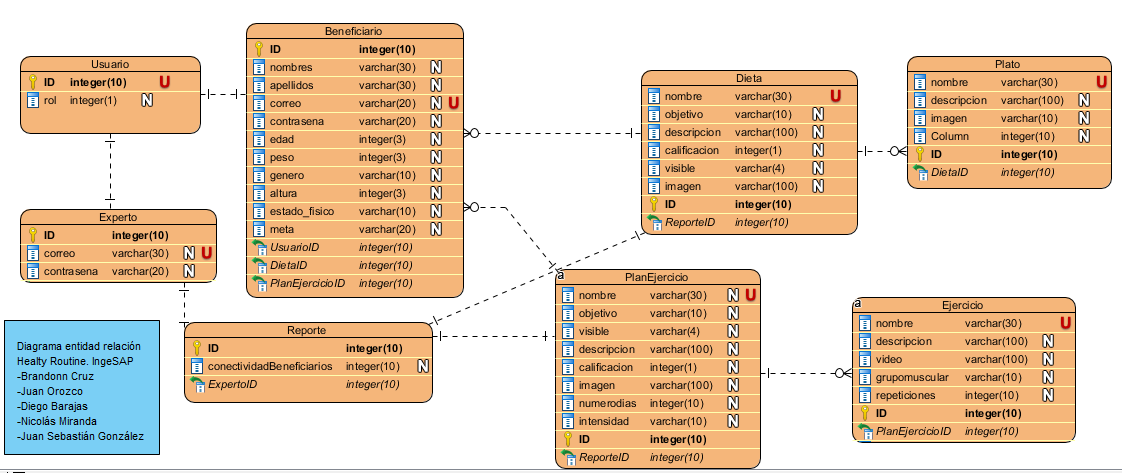 Usuario
ID integer(10) U
rol integer(1) N
Beneficiario
ID integer(10)
nombres varchar(30) N
apellidos varchar(30) N
correo varchar(20) N U
contrasena varchar(20) N
edad integer(3) N
peso integer(3) N
genero varchar(10) N
altura integer(3) N
estado_fisico varchar(10) N
meta varchar(20) N
UsuarioID integer(10)
DietaID integer(10)
PlanEjercicioID integer(10)
Dieta
nombre varchar(30) U
objetivo varchar(10) N
descripcion varchar(100) N
calificacion integer(1) N
visible varchar(4) N
imagen varchar(100) N
ID integer(10)
ReporteID integer(10)
Plato
nombre varchar(30) U
descripcion varchar(100) N
imagen varchar(10) N
Column integer(10) N
ID integer(10)
DietaID integer(10)
Experto
ID integer(10)
correo varchar(30) N U
contrasena varchar(20) N
Reporte
ID integer(10)
conectividadBeneficiarios integer(10) N
ExpertoID integer(10)
a
PlanEjercicio
nombre varchar(30) N U
objetivo varchar(10) N
visible varchar(4) N
descripcion varchar(100) N
calificacion integer(1) N
imagen varchar(100) N
numerodias integer(10) N
intensidad varchar(10) N
ID integer(10)
ReporteID integer(10)
a
Ejercicio
nombre varchar(30) U
descripcion varchar(100) N
video varchar(100) N
grupomuscular varchar(10) N
repeticiones integer(10) N
ID integer(10)
PlanEjercicioID integer(10)
Diagrama entidad relación
Healty Routine. IngeSAP
-Brandonn Cruz
-Juan Orozco
-Diego Barajas
-Nicolás Miranda
-Juan Sebastián González